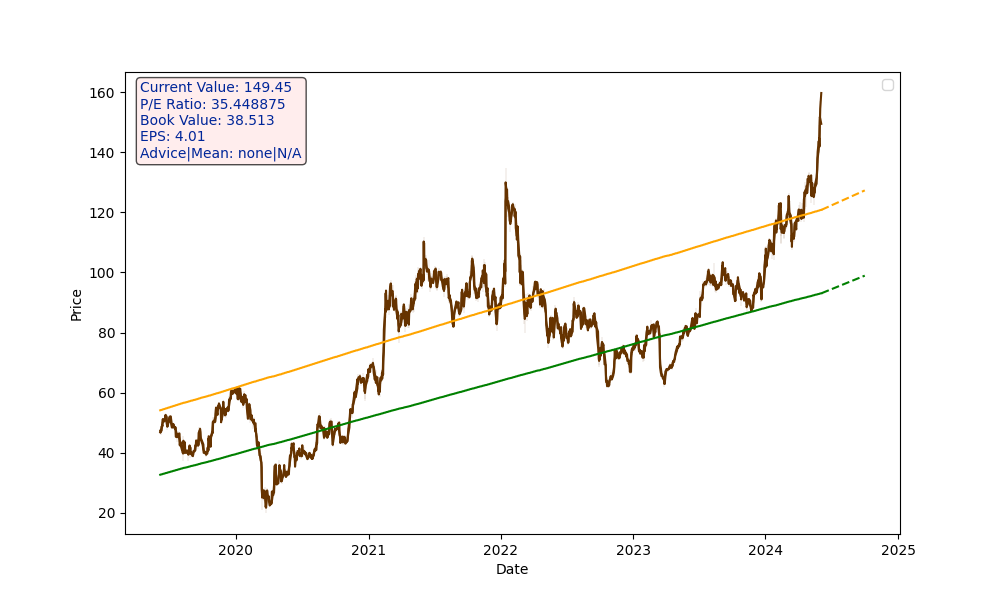 Current Value: 149.45
P/E Ratio: 35.448875
Book Value: 38.513
EPS: 4.01
Advice|Mean: none|N/A
Price
160
140
120
100
80
60
40
20
2020 2021 2022 2023 2024 2025
Date